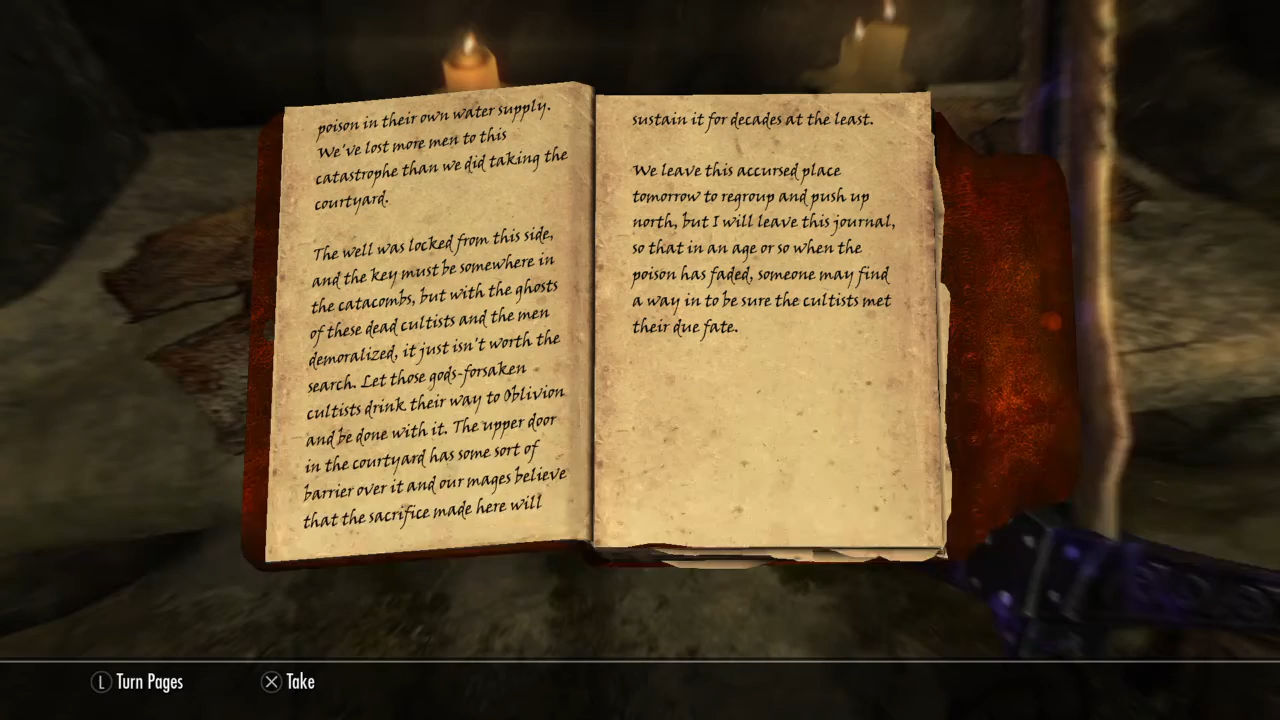 poison in their own water supply.
We've lost more men to this
catastrophe than we did taking the
courtyard.
The well was locked from this side,
and the key must be somewhere in
the catacombs, but with the ghosts
of these dead cultists and the men
demoralized, it just isn't worth the
search. Let those gods-forsaken
cultists drink their way to Oblivion
and be done with it. The upper door
in the courtyard has some sort of
barrier over it and our mages believe
that the sacrifice made here will
sustain it for decades at the least.
We leave this accursed place
tomorrow to regroup and push up
north, but I will leave this journal,
so that in an age or so when the
poison has faded, someone may find
a way in to be sure the cultists met
their due fate.
L Turn Pages
X Take